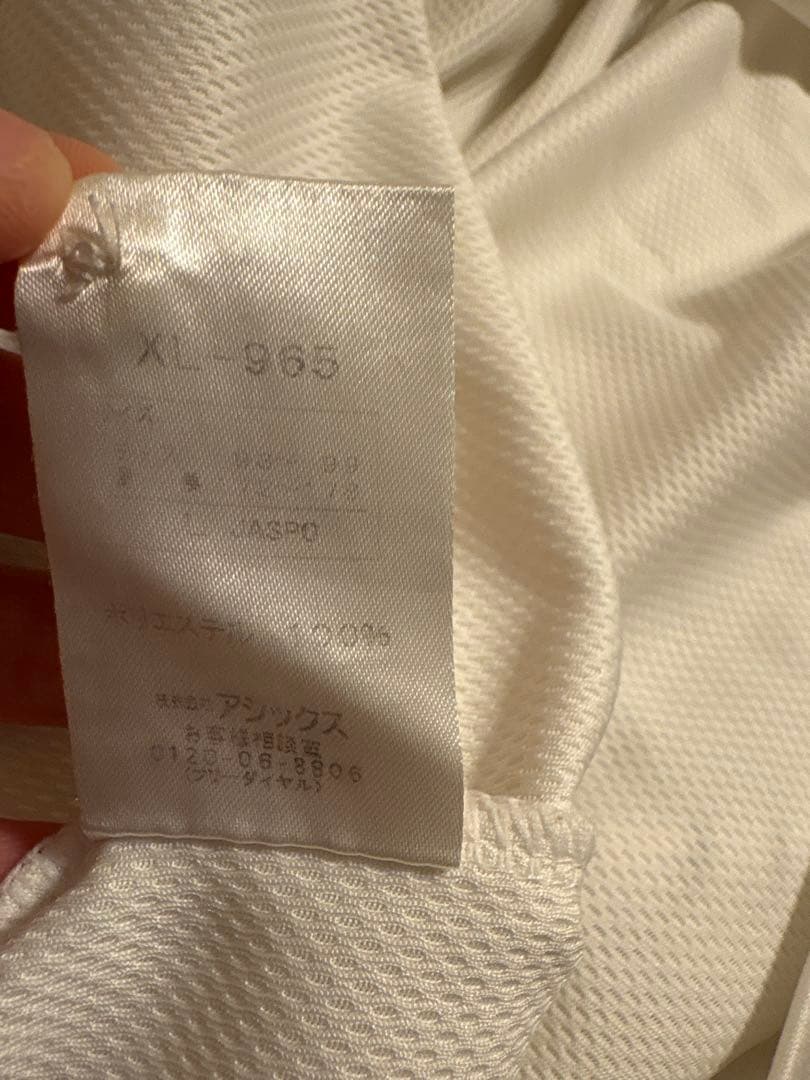 XL-965
サイズ
93〜99
L JASPO
ポリエステル 100%
株式会社 アシックス
お客様相談室
0120-06-8806
(フリーダイヤル)